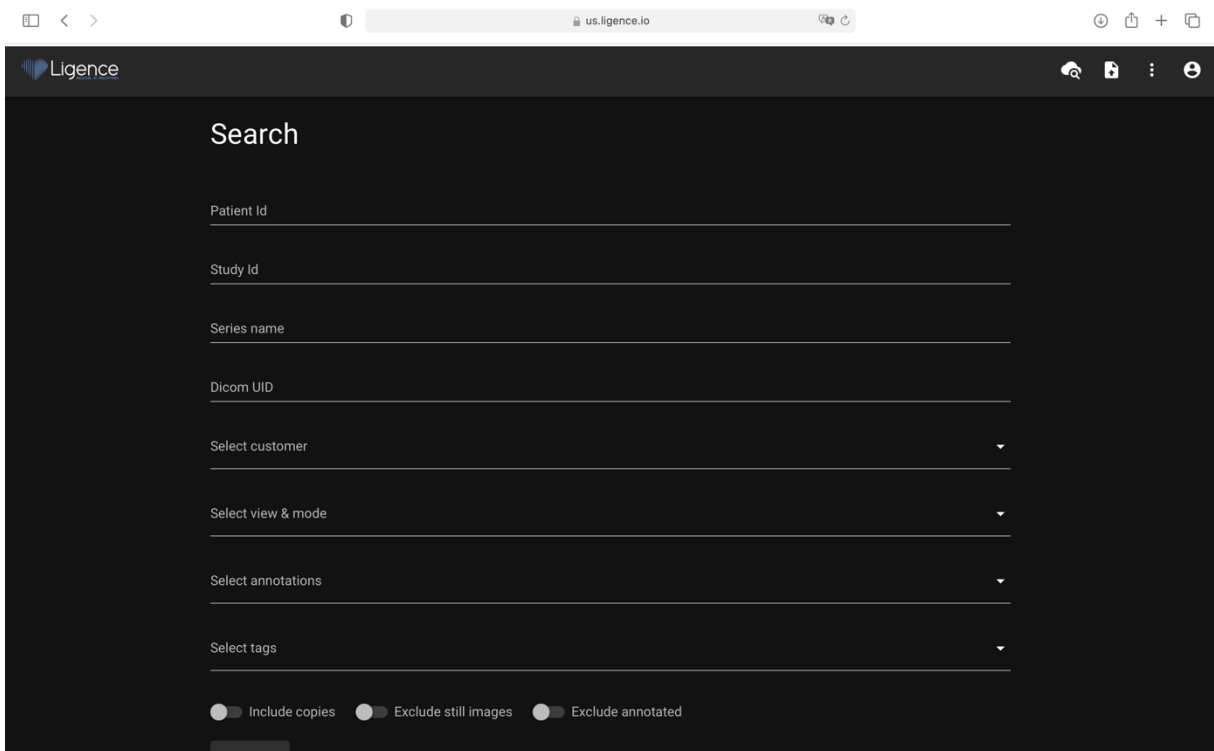 us.ligence.io
Ligence
Search
Patient Id
Study Id
Series name
Dicom UID
Select customer
Select view & mode
Select annotations
Select tags
Include copies Exclude still images Exclude annotated